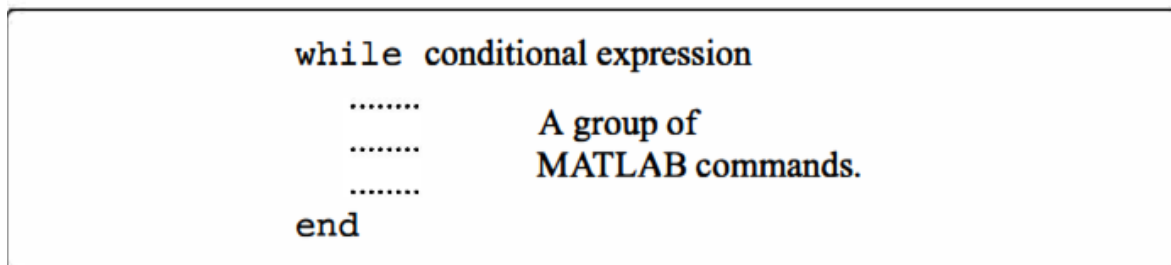 while conditional expression
........
A group of
........
MATLAB commands.
........
end